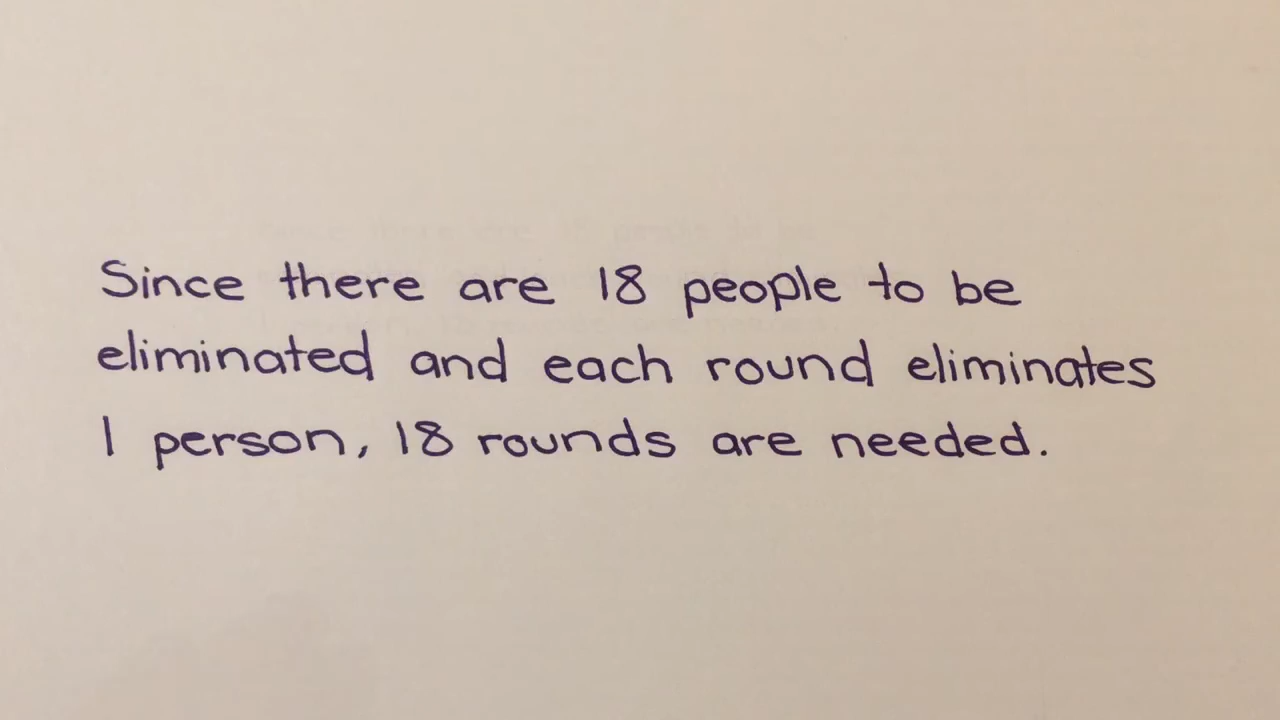 Since there are 18 people to be
eliminated and each round eliminates
1 person, 18 rounds are needed.